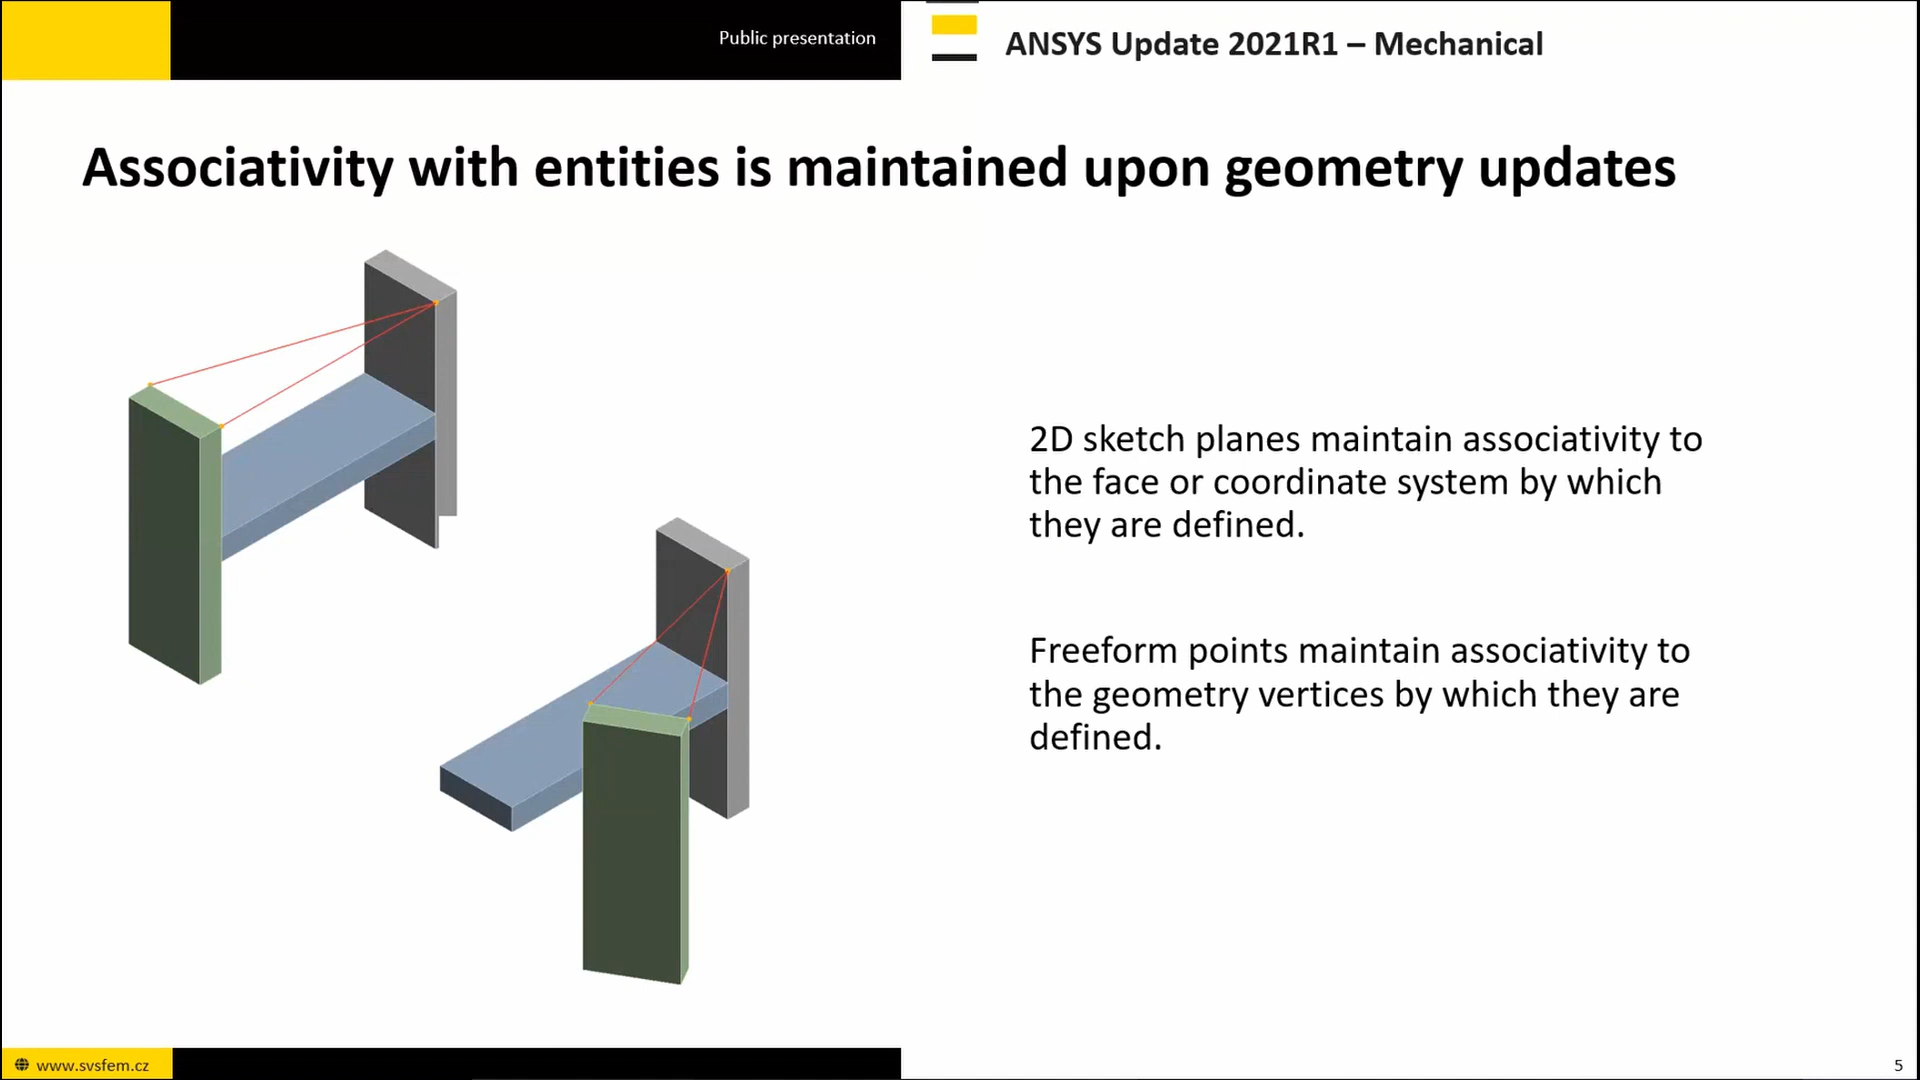 Public presentation
ANSYS Update 2021R1 – Mechanical
Associativity with entities is maintained upon geometry updates
2D sketch planes maintain associativity to
the face or coordinate system by which
they are defined.
Freeform points maintain associativity to
the geometry vertices by which they are
defined.
www.svsfem.cz
5